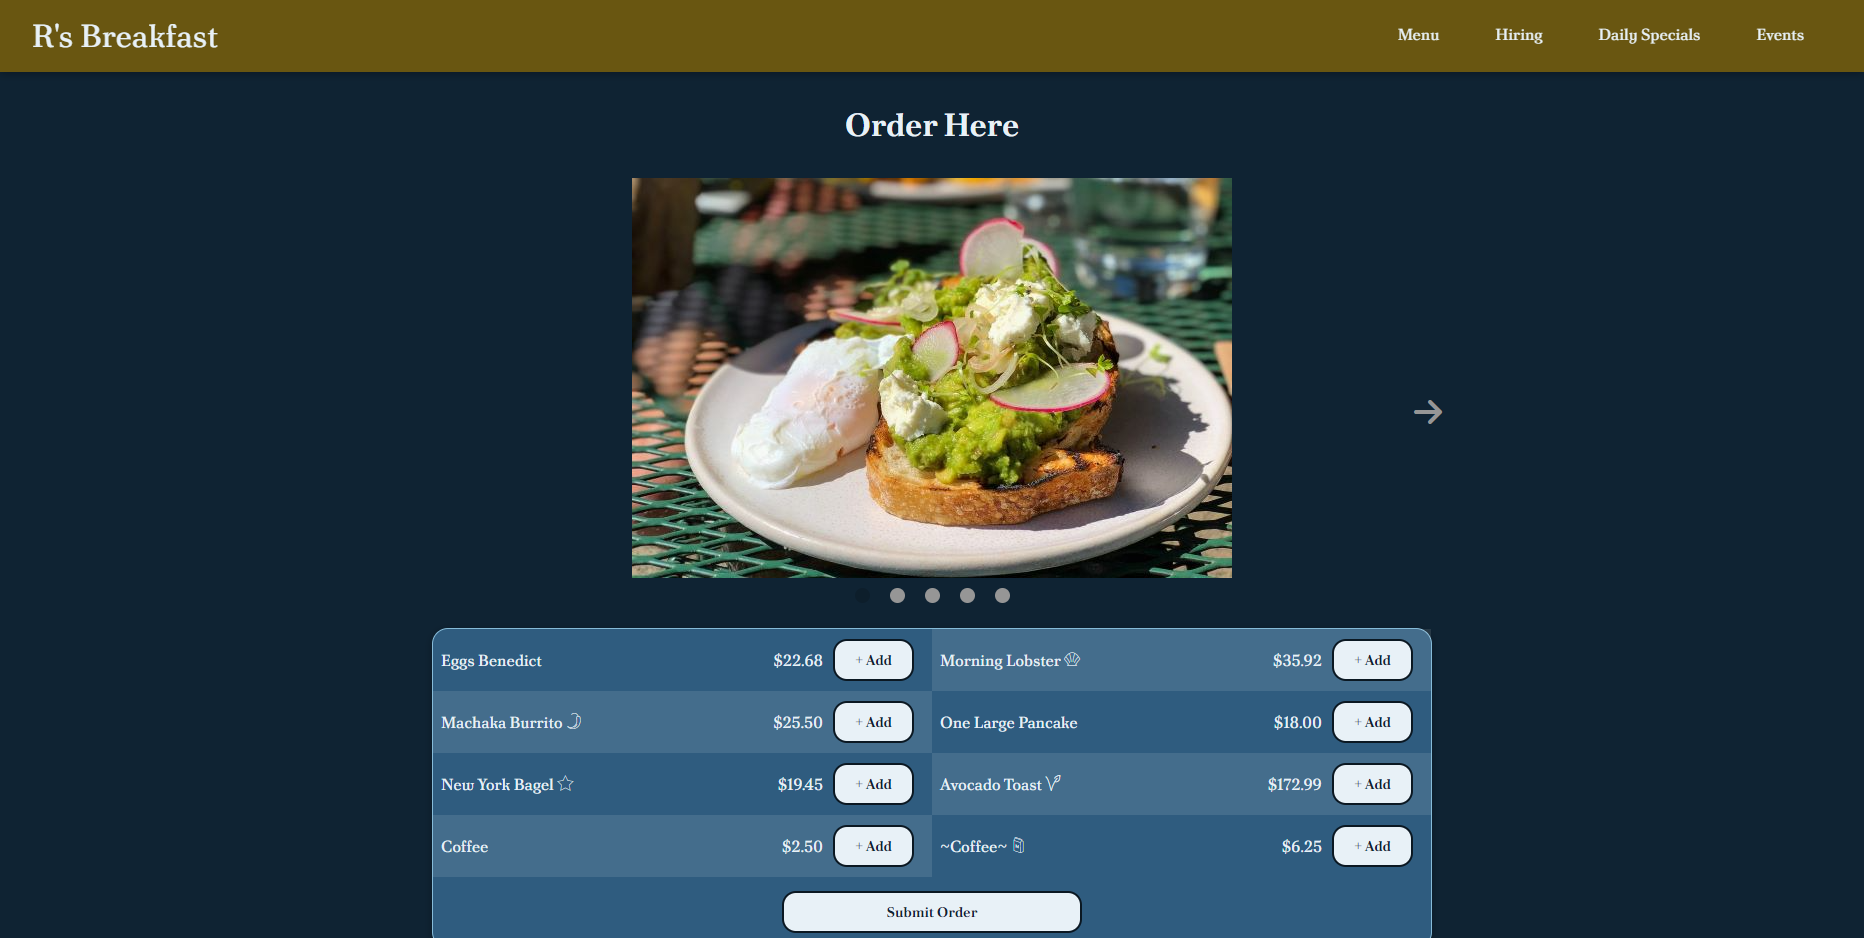 R's Breakfast
Menu Hiring Daily Specials Events
Order Here
Eggs Benedict $22.68 + Add
Morning Lobster $35.92 + Add
Machaka Burrito $25.50 + Add
One Large Pancake $18.00 + Add
New York Bagel $19.45 + Add
Avocado Toast $172.99 + Add
Coffee $2.50 + Add
~Coffee~ $6.25 + Add
Submit Order